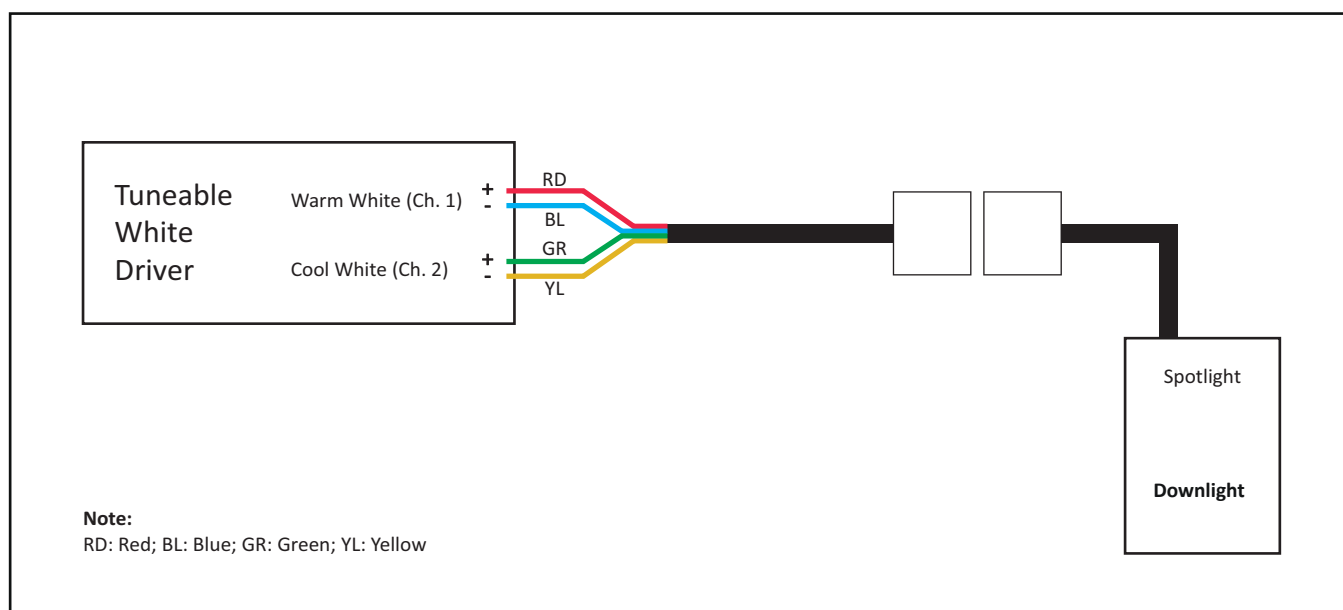 Tuneable
White
Driver
Warm White (Ch. 1)
+
-
Cool White (Ch. 2)
+
-
RD
BL
GR
YL
Spotlight
Downlight
Note:
RD: Red; BL: Blue; GR: Green; YL: Yellow